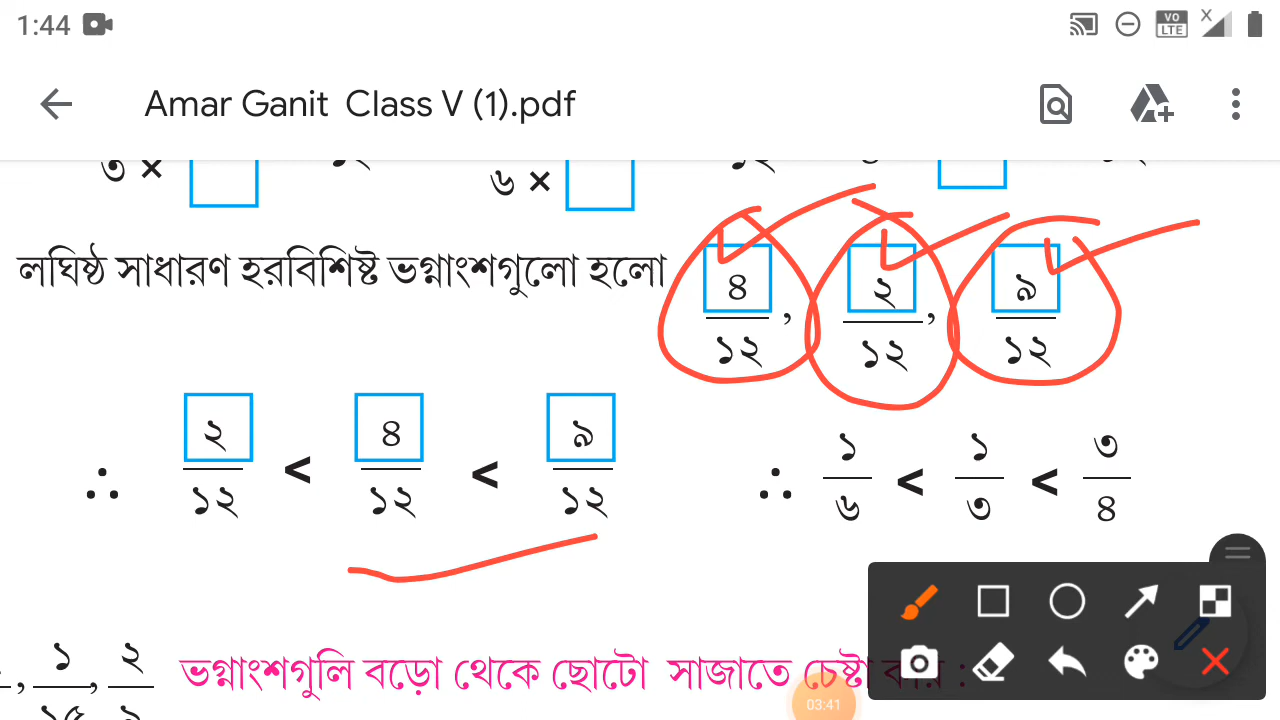 1:44 VO LTE X
Amar Ganit Class V (1).pdf
৩ × ৬ ×
লঘিষ্ঠ সাধারণ হরবিশিষ্ট ভগ্নাংশগুলো হলো ৪/১২, ২/১২, ৯/১২
∴ ২/১২ < ৪/১২ < ৯/১২ ∴ ১/৬ < ১/৩ < ৩/৪
, ১/১৫, ২/৯ ভগ্নাংশগুলি বড়ো থেকে ছোটো সাজাতে চেষ্টা করি :
03:41